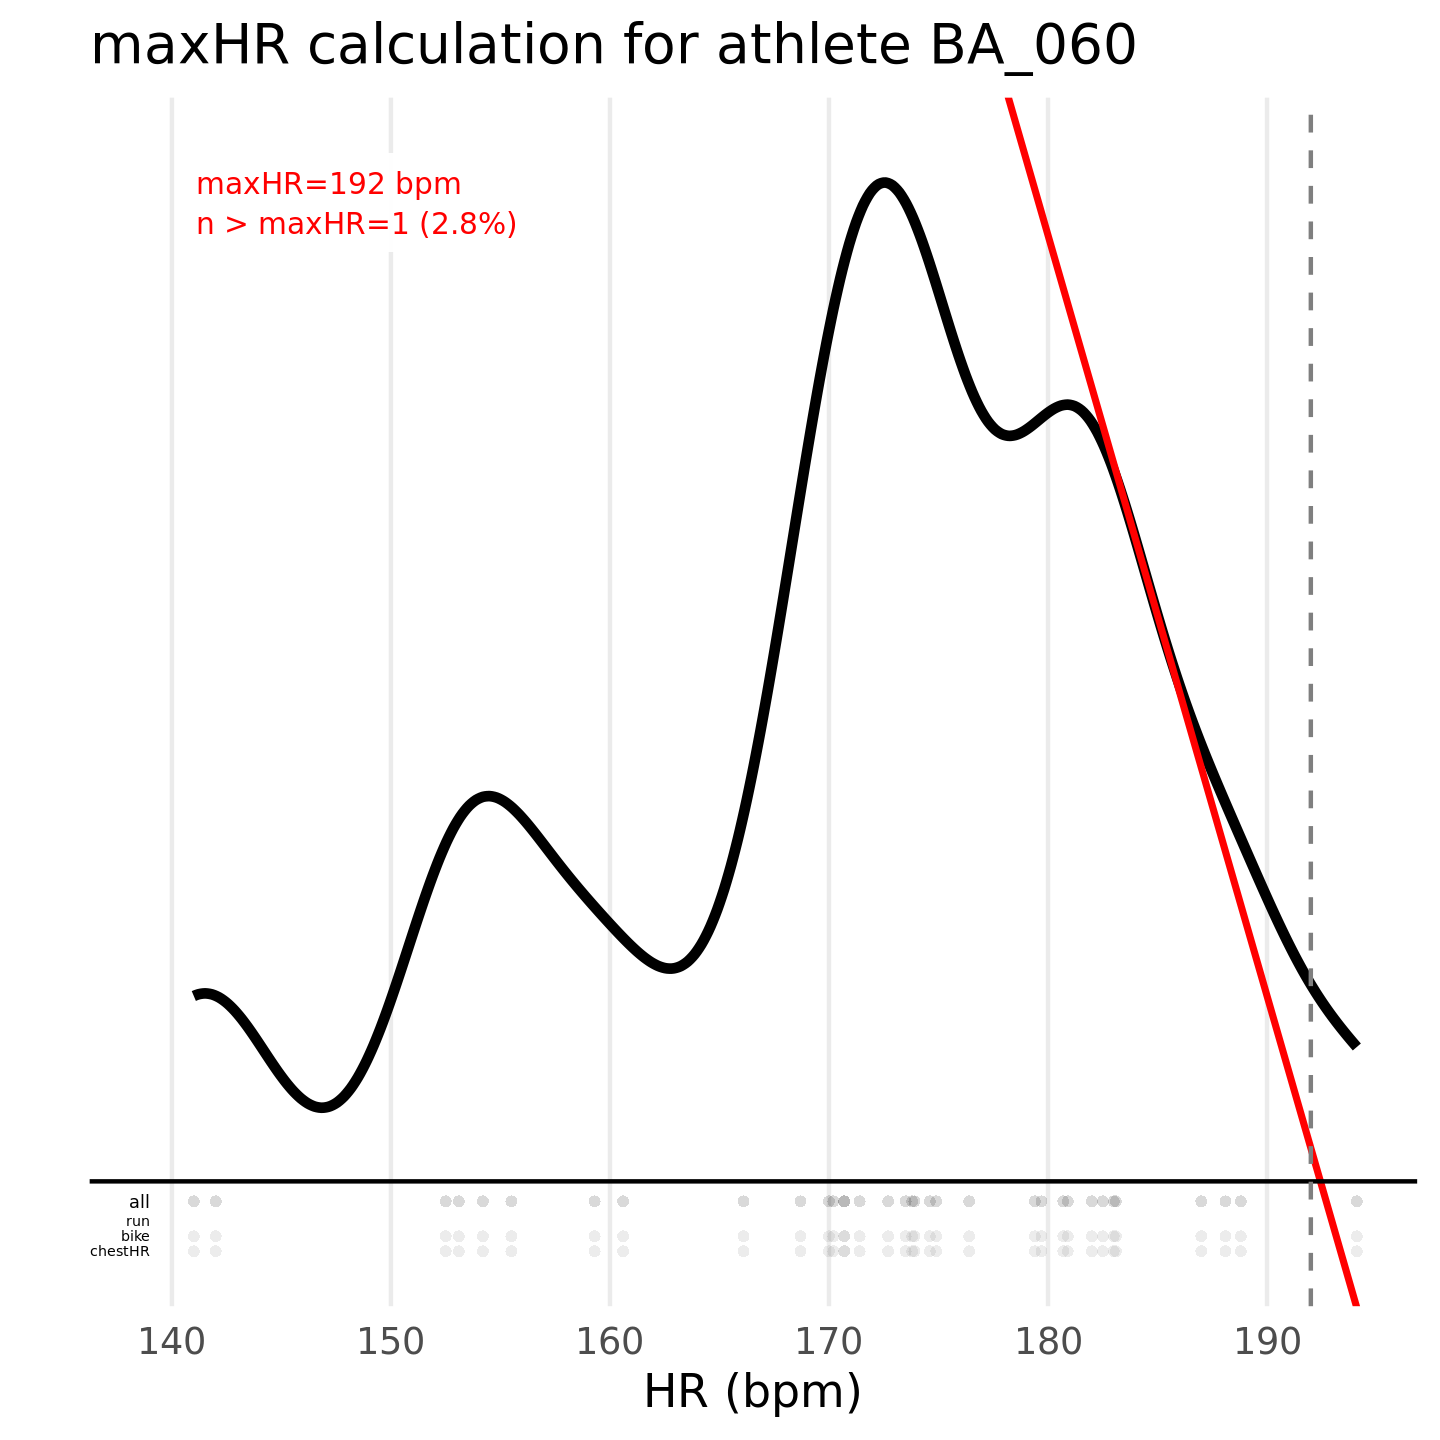 maxHR calculation for athlete BA_060
maxHR=192 bpm
n > maxHR=1 (2.8%)
all
run
bike
chestHR
140 150 160 170 180 190
HR (bpm)